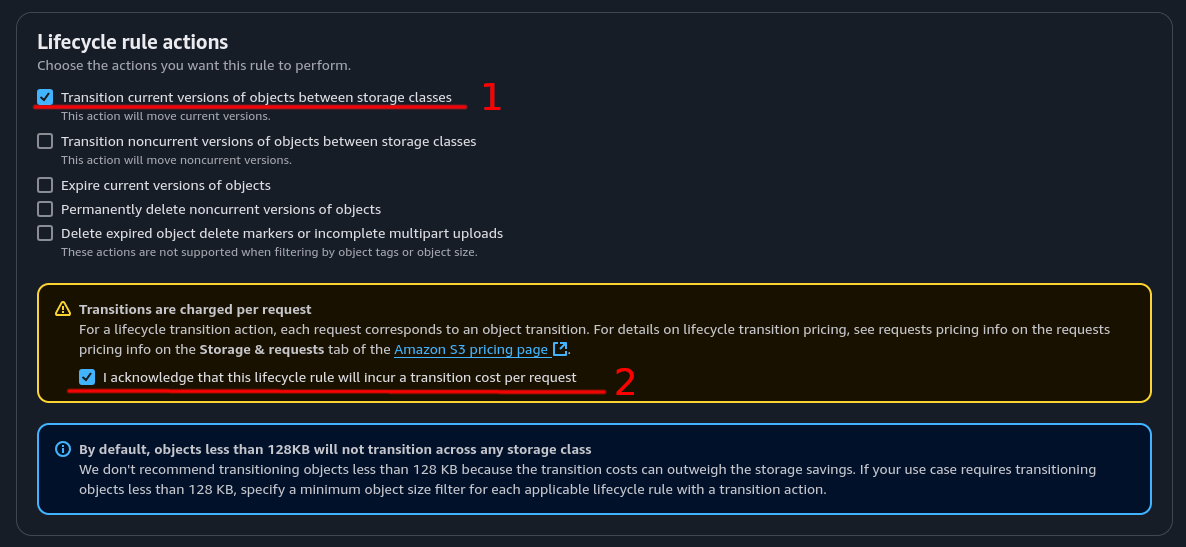 Lifecycle rule actions
Choose the actions you want this rule to perform.
Transition current versions of objects between storage classes 1
This action will move current versions.
Transition noncurrent versions of objects between storage classes
This action will move noncurrent versions.
Expire current versions of objects
Permanently delete noncurrent versions of objects
Delete expired object delete markers or incomplete multipart uploads
These actions are not supported when filtering by object tags or object size.
Transitions are charged per request
For a lifecycle transition action, each request corresponds to an object transition. For details on lifecycle transition pricing, see requests pricing info on the requests
pricing info on the Storage & requests tab of the Amazon S3 pricing page.
I acknowledge that this lifecycle rule will incur a transition cost per request 2
By default, objects less than 128KB will not transition across any storage class
We don't recommend transitioning objects less than 128 KB because the transition costs can outweigh the storage savings. If your use case requires transitioning
objects less than 128 KB, specify a minimum object size filter for each applicable lifecycle rule with a transition action.